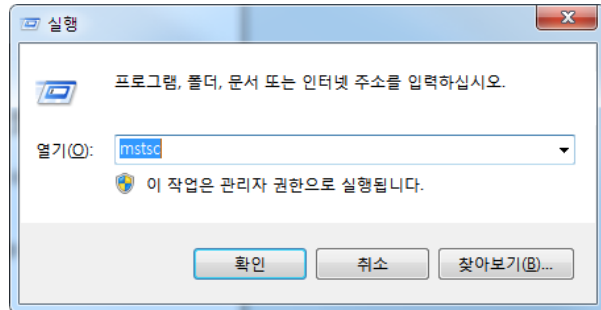 실행
프로그램, 폴더, 문서 또는 인터넷 주소를 입력하십시오.
열기(O): mstsc
이 작업은 관리자 권한으로 실행됩니다.
확인 취소 찾아보기(B)...